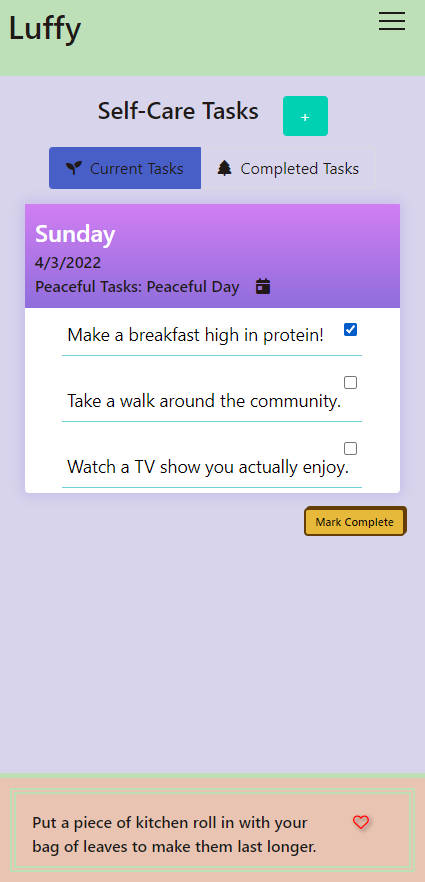 Luffy
Self-Care Tasks
+
Current Tasks
Completed Tasks
Sunday
4/3/2022
Peaceful Tasks: Peaceful Day
Make a breakfast high in protein!
Take a walk around the community.
Watch a TV show you actually enjoy.
Mark Complete
Put a piece of kitchen roll in with your
bag of leaves to make them last longer.